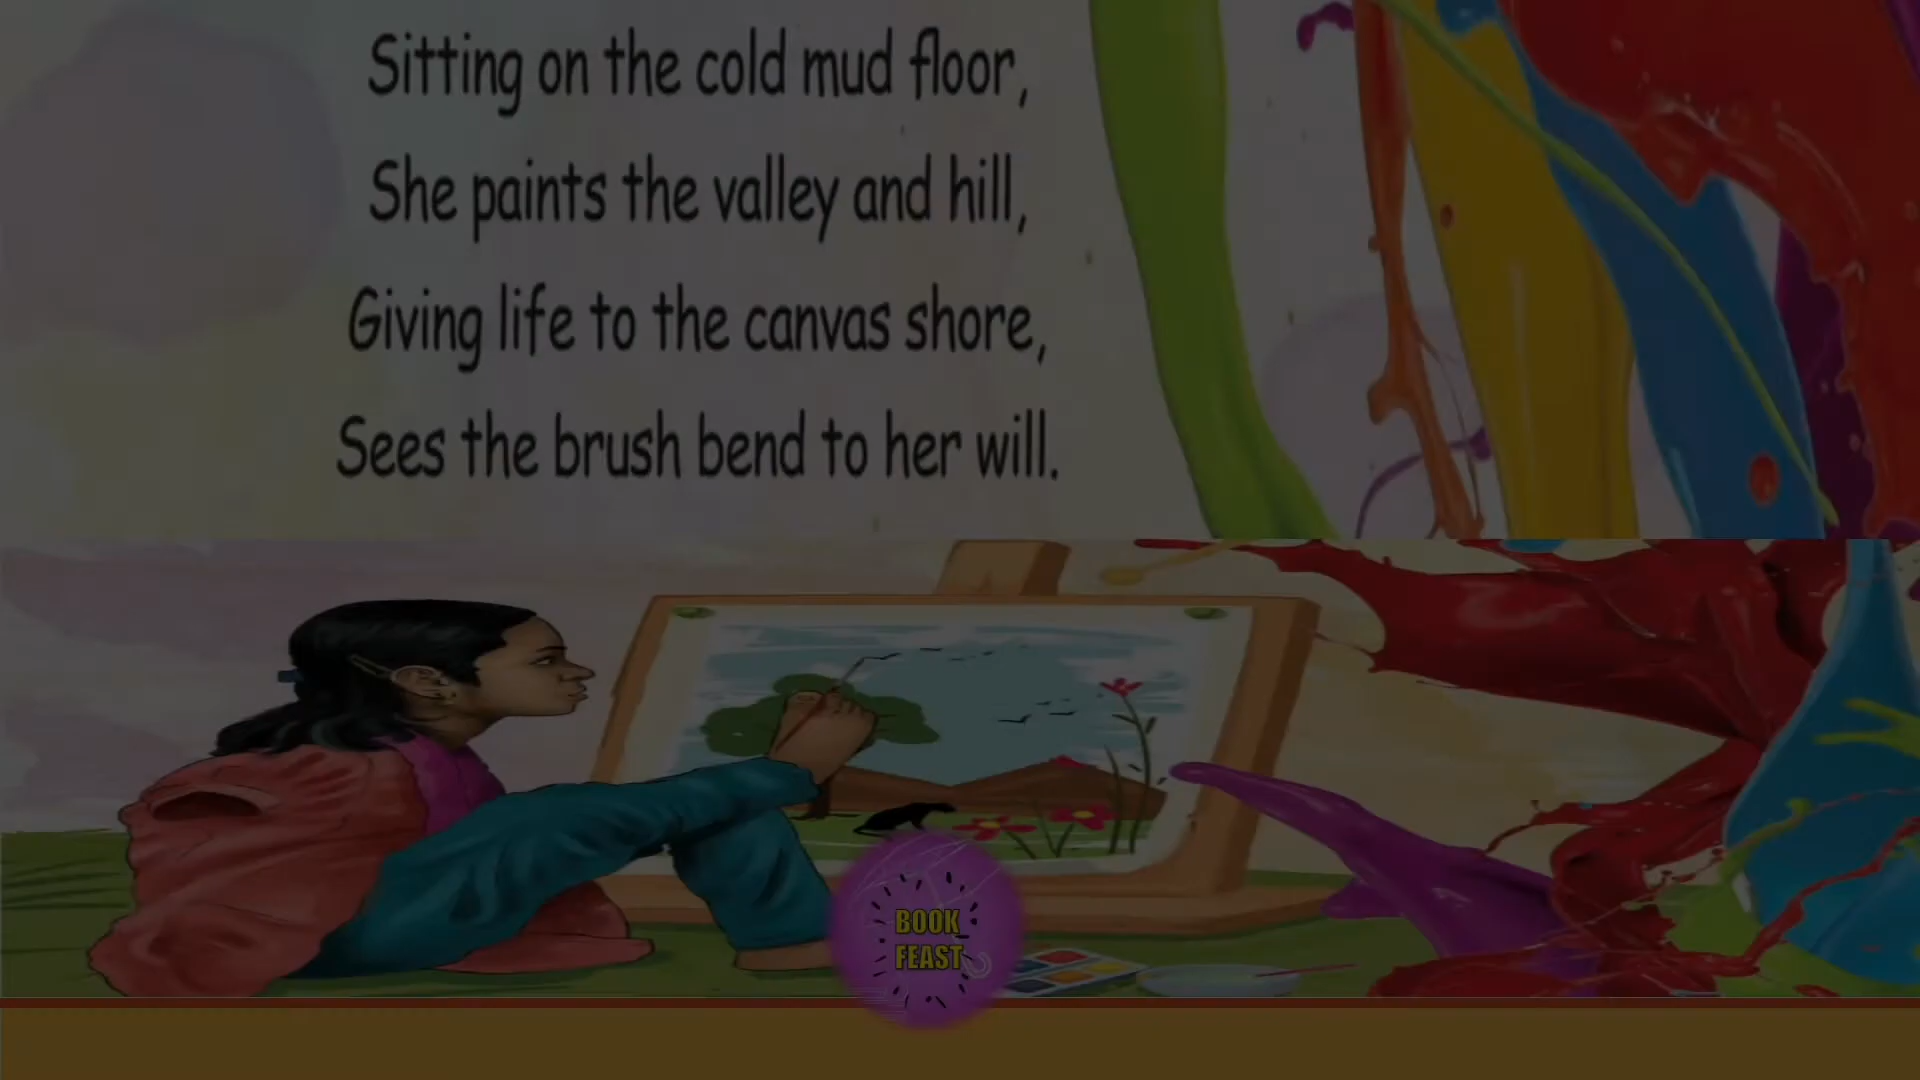 Sitting on the cold mud floor,
She paints the valley and hill,
Giving life to the canvas shore,
Sees the brush bend to her will.
BOOK
FEAST